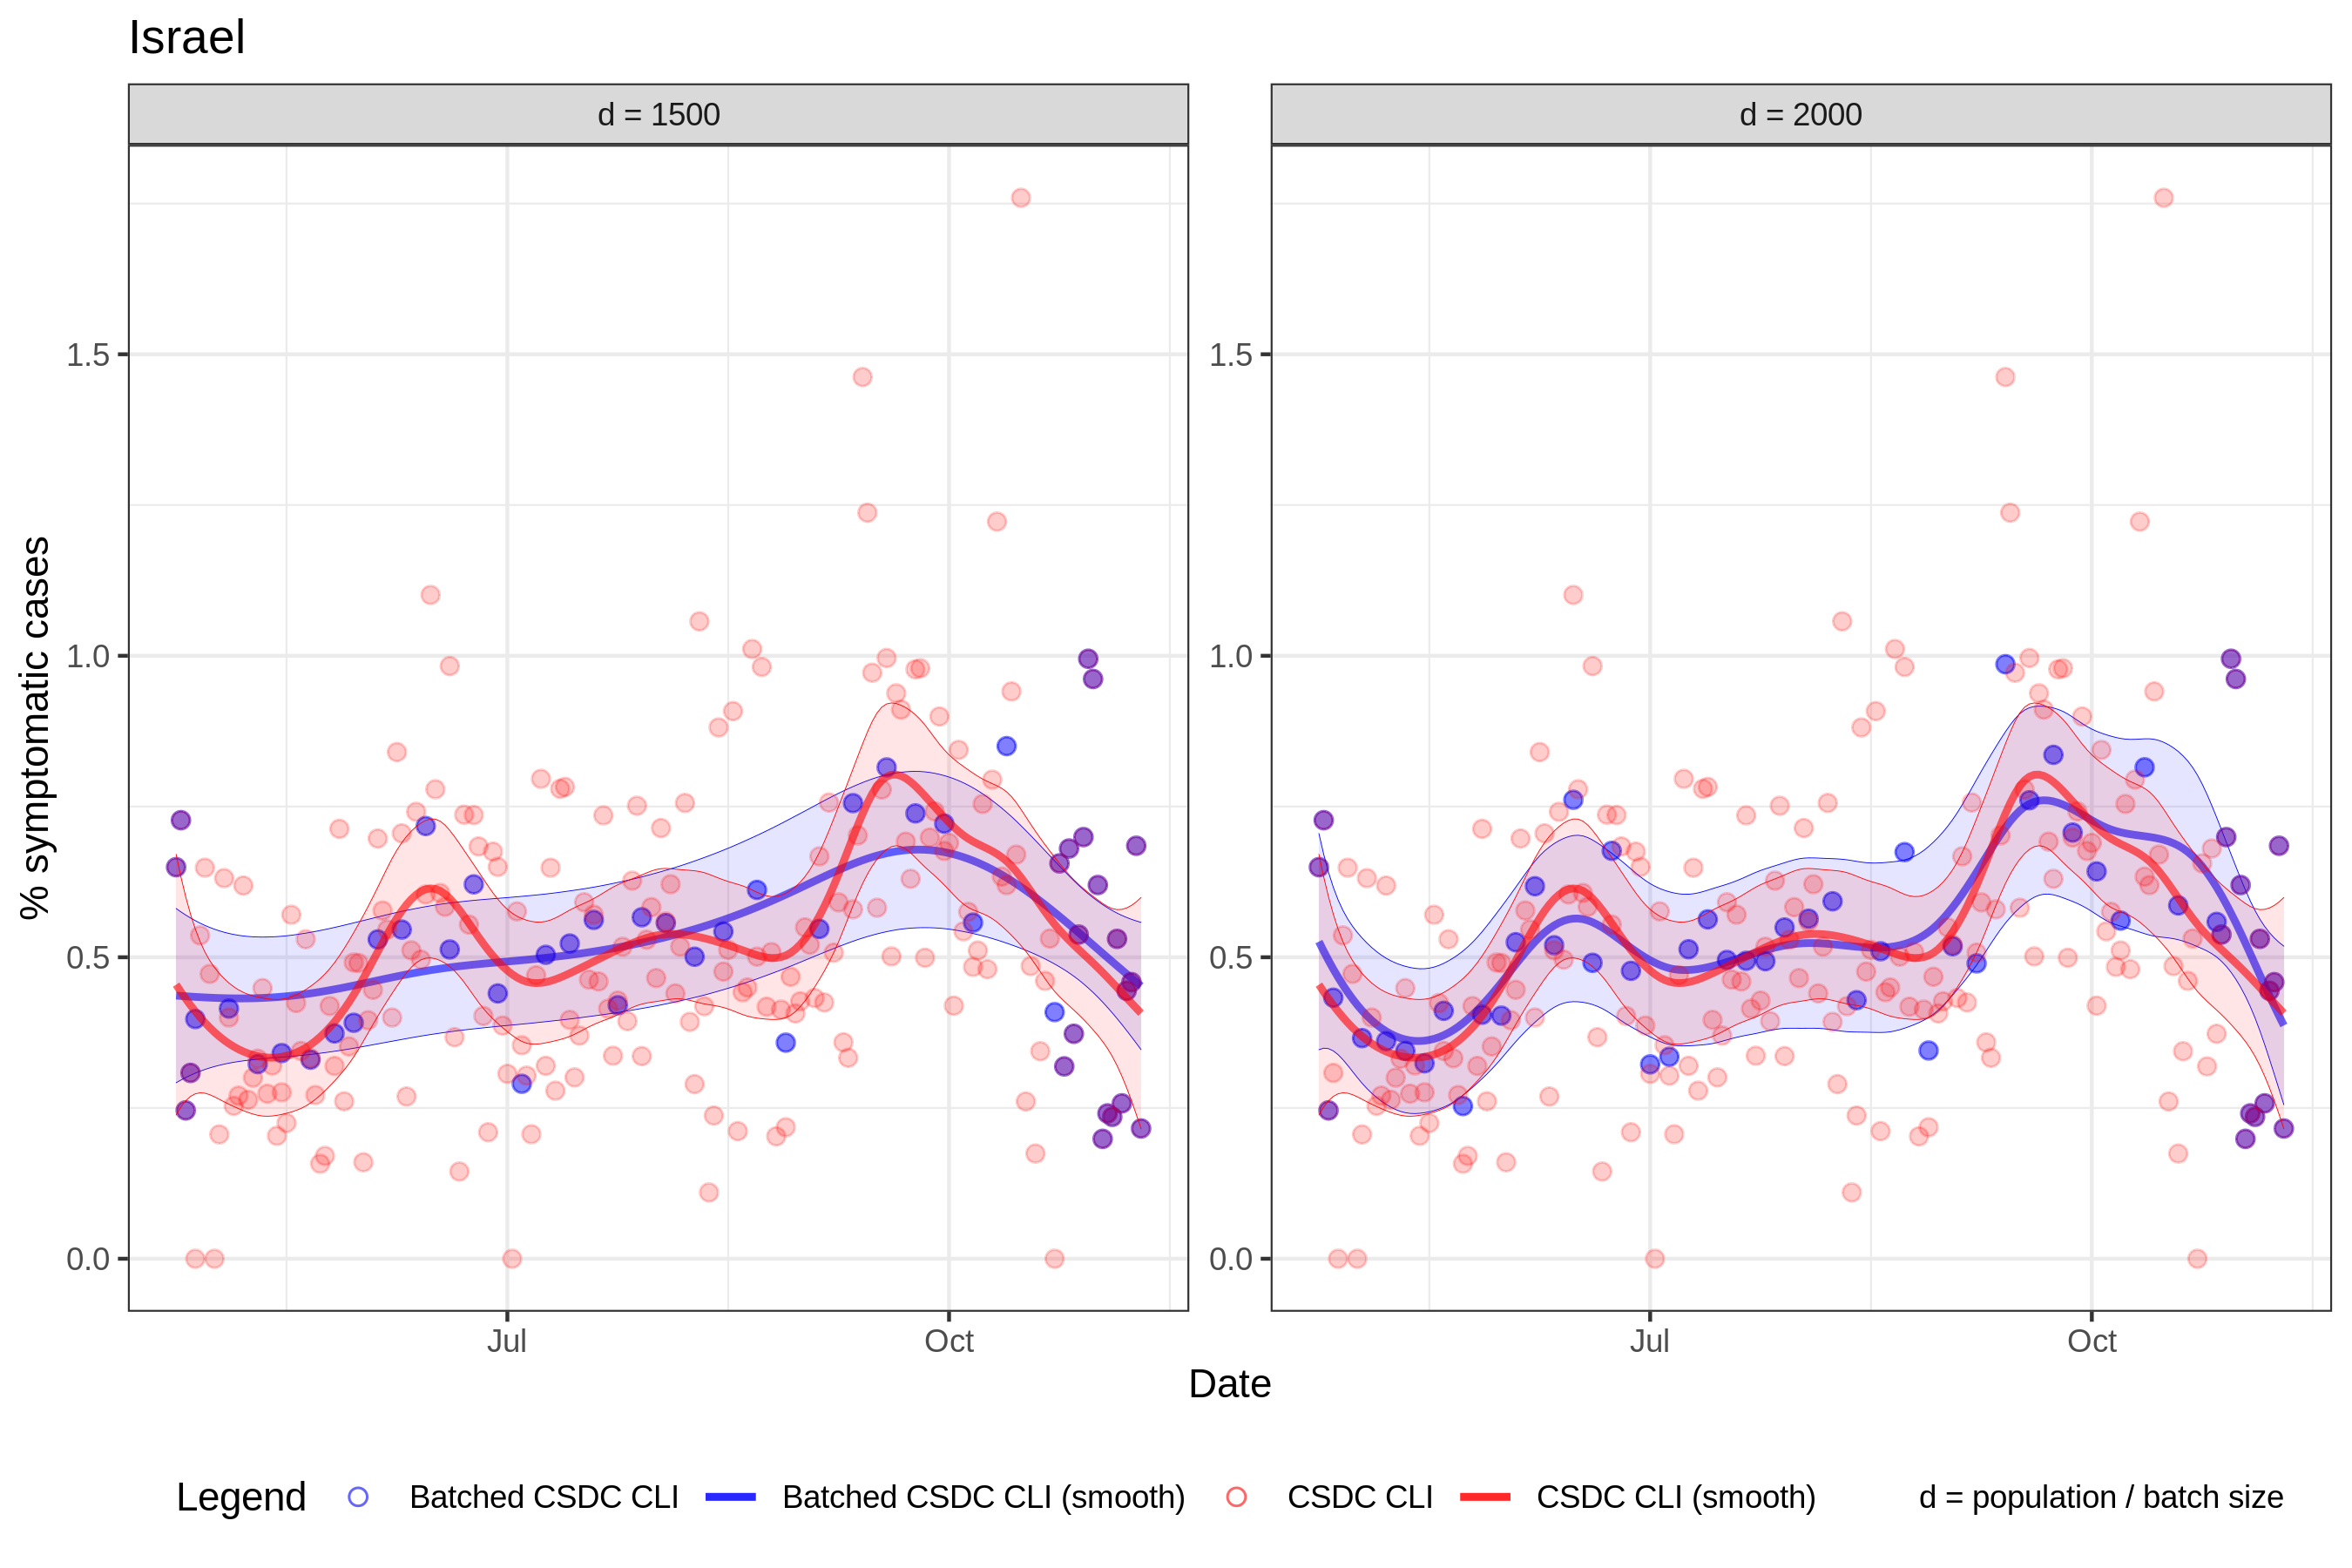 Israel
d = 1500
d = 2000
% symptomatic cases
1.5
1.0
0.5
0.0
1.5
1.0
0.5
0.0
Jul
Oct
Jul
Oct
Date
Legend
Batched CSDC CLI
Batched CSDC CLI (smooth)
CSDC CLI
CSDC CLI (smooth)
d = population / batch size